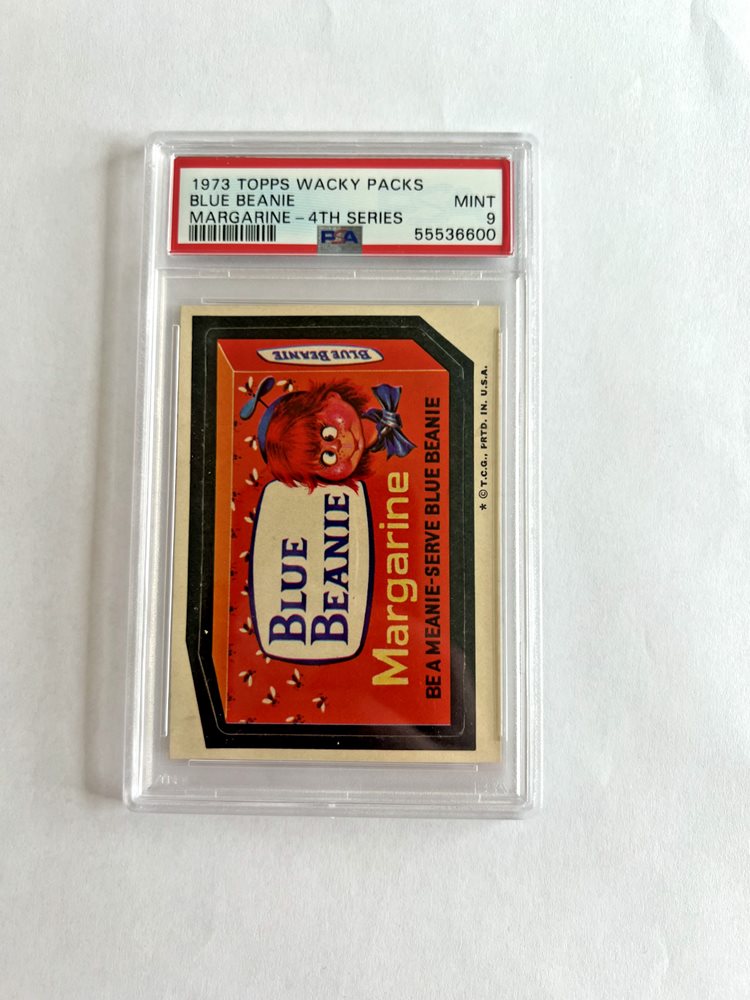 1973 TOPPS WACKY PACKS
BLUE BEANIE MINT
MARGARINE – 4TH SERIES 9
PSA 55536600
BLUE BEANIE
BLUE
BEANIE
Margarine
BE A MEANIE-SERVE BLUE BEANIE
* © T.C.G., PRTD. IN. U.S.A.